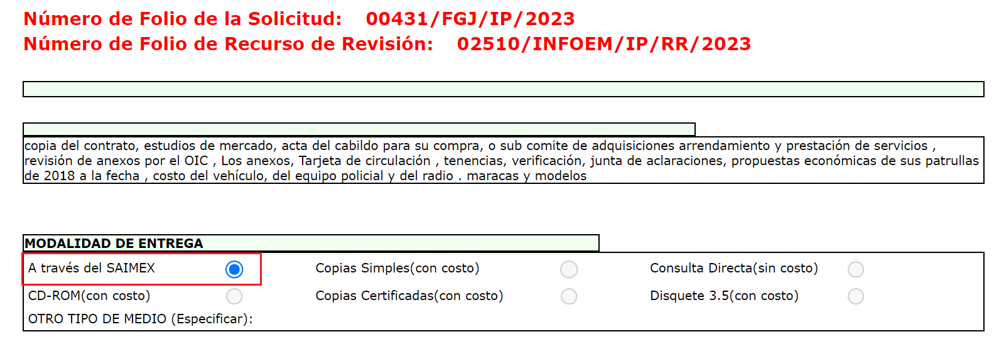 Número de Folio de la Solicitud: 00431/FGJ/IP/2023
Número de Folio de Recurso de Revisión: 02510/INFOEM/IP/RR/2023
copia del contrato, estudios de mercado, acta del cabildo para su compra, o sub comite de adquisiciones arrendamiento y prestación de servicios ,
revisión de anexos por el OIC , Los anexos, Tarjeta de circulación , tenencias, verificación, junta de aclaraciones, propuestas económicas de sus patrullas
de 2018 a la fecha , costo del vehículo, del equipo policial y del radio . maracas y modelos
MODALIDAD DE ENTREGA
A través del SAIMEX Copias Simples(con costo) Consulta Directa(sin costo)
CD-ROM(con costo) Copias Certificadas(con costo) Disquete 3.5(con costo)
OTRO TIPO DE MEDIO (Especificar):